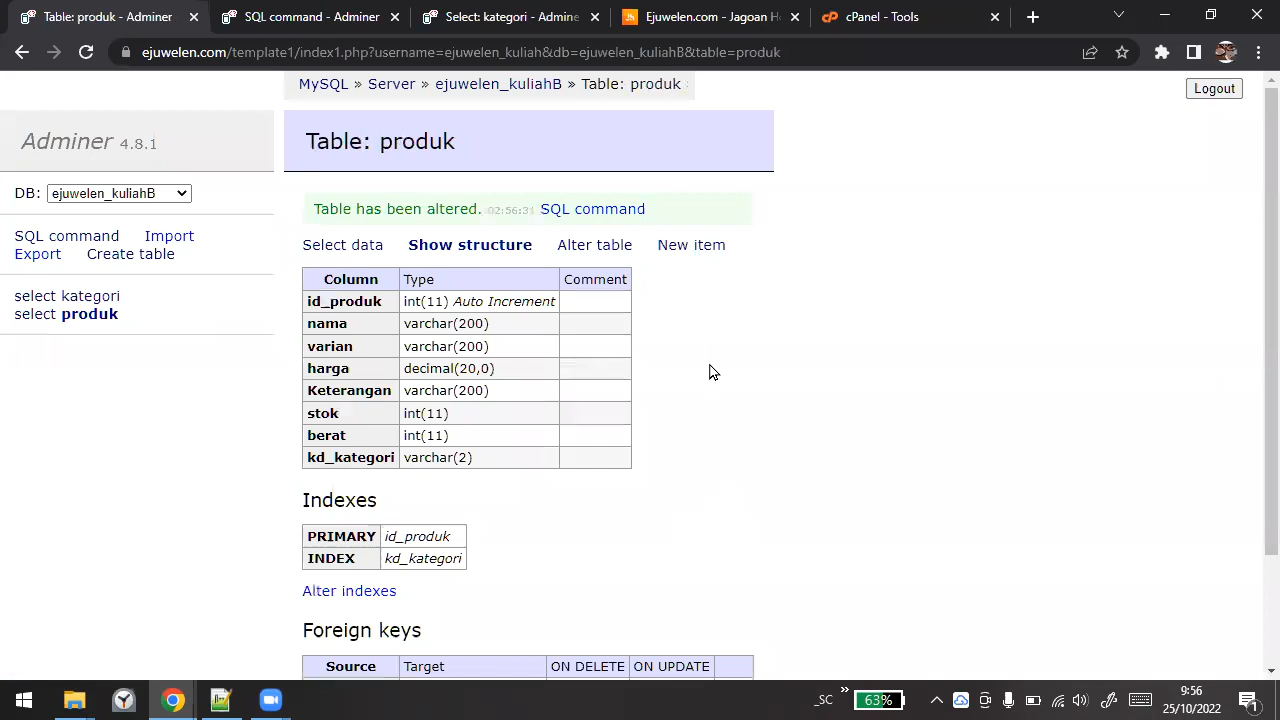 Table: produk - Adminer
SQL command - Adminer
Select: kategori - Admine
Ejuwelen.com - Jagoan H
cPanel - Tools
ejuwelen.com/template1/index1.php?username=ejuwelen_kuliah&db=ejuwelen_kuliahB&table=produk
MySQL » Server » ejuwelen_kuliahB » Table: produk
Logout
Adminer 4.8.1
Table: produk
DB: ejuwelen_kuliahB
Table has been altered. 02:56:31 SQL command
SQL command Import
Export Create table
Select data Show structure Alter table New item
select kategori
select produk
Column Type Comment
id_produk int(11) Auto Increment
nama varchar(200)
varian varchar(200)
harga decimal(20,0)
Keterangan varchar(200)
stok int(11)
berat int(11)
kd_kategori varchar(2)
Indexes
PRIMARY id_produk
INDEX kd_kategori
Alter indexes
Foreign keys
Source Target ON DELETE ON UPDATE
_SC
63%
9:56
25/10/2022
1